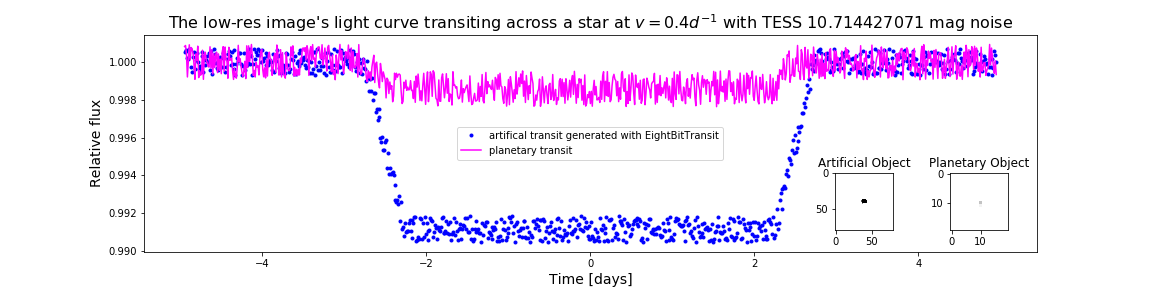 The low-res image's light curve transiting across a star at v = 0.4d⁻¹ with TESS 10.714427071 mag noise
Relative flux
1.000
0.998
0.996
0.994
0.992
0.990
artifical transit generated with EightBitTransit
planetary transit
Artificial Object
0
50
0 50
Planetary Object
0
10
0 10
−4 −2 0 2 4
Time [days]